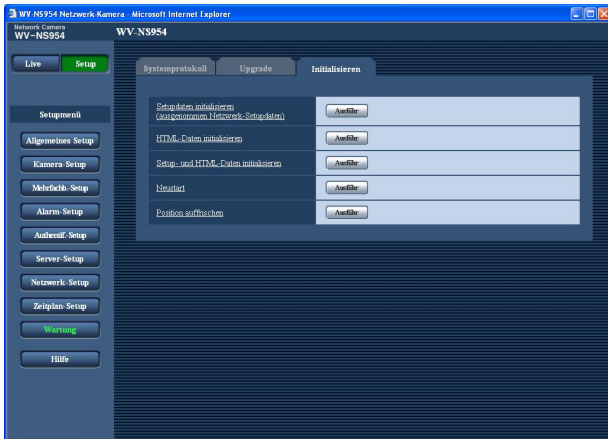 WV-NS954 Netzwerk-Kamera - Microsoft Internet Explorer
Network Camera
WV-NS954
WV-NS954
Live
Setup
Systemprotokoll
Upgrade
Initialisieren
Setupmenü
Allgemeines Setup
Kamera-Setup
Mehrfachb.-Setup
Alarm-Setup
Authentif.-Setup
Server-Setup
Netzwerk-Setup
Zeitplan-Setup
Wartung
Hilfe
Setupdaten initialisieren
(ausgenommen Netzwerk-Setupdaten)
Ausführ
HTML-Daten initialisieren
Ausführ
Setup- und HTML-Daten initialisieren
Ausführ
Neustart
Ausführ
Position auffrischen
Ausführ